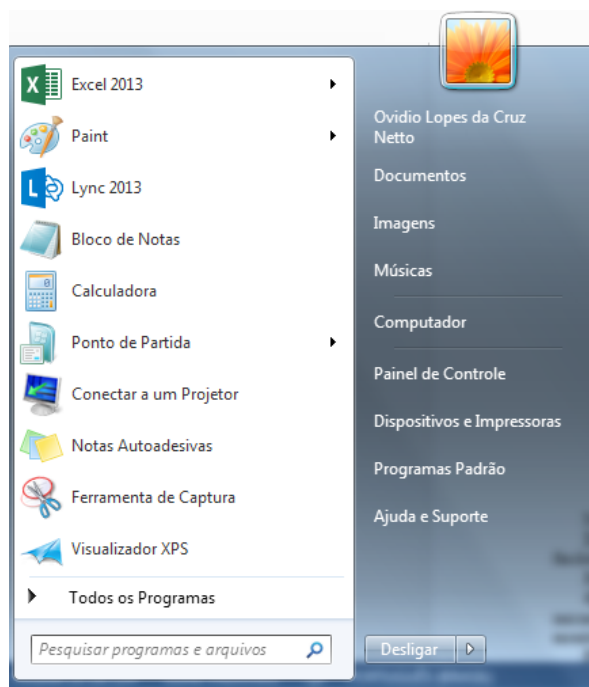 Excel 2013
Paint
Lync 2013
Bloco de Notas
Calculadora
Ponto de Partida
Conectar a um Projetor
Notas Autoadesivas
Ferramenta de Captura
Visualizador XPS
Todos os Programas
Pesquisar programas e arquivos
Ovidio Lopes da Cruz
Netto
Documentos
Imagens
Músicas
Computador
Painel de Controle
Dispositivos e Impressoras
Programas Padrão
Ajuda e Suporte
Desligar